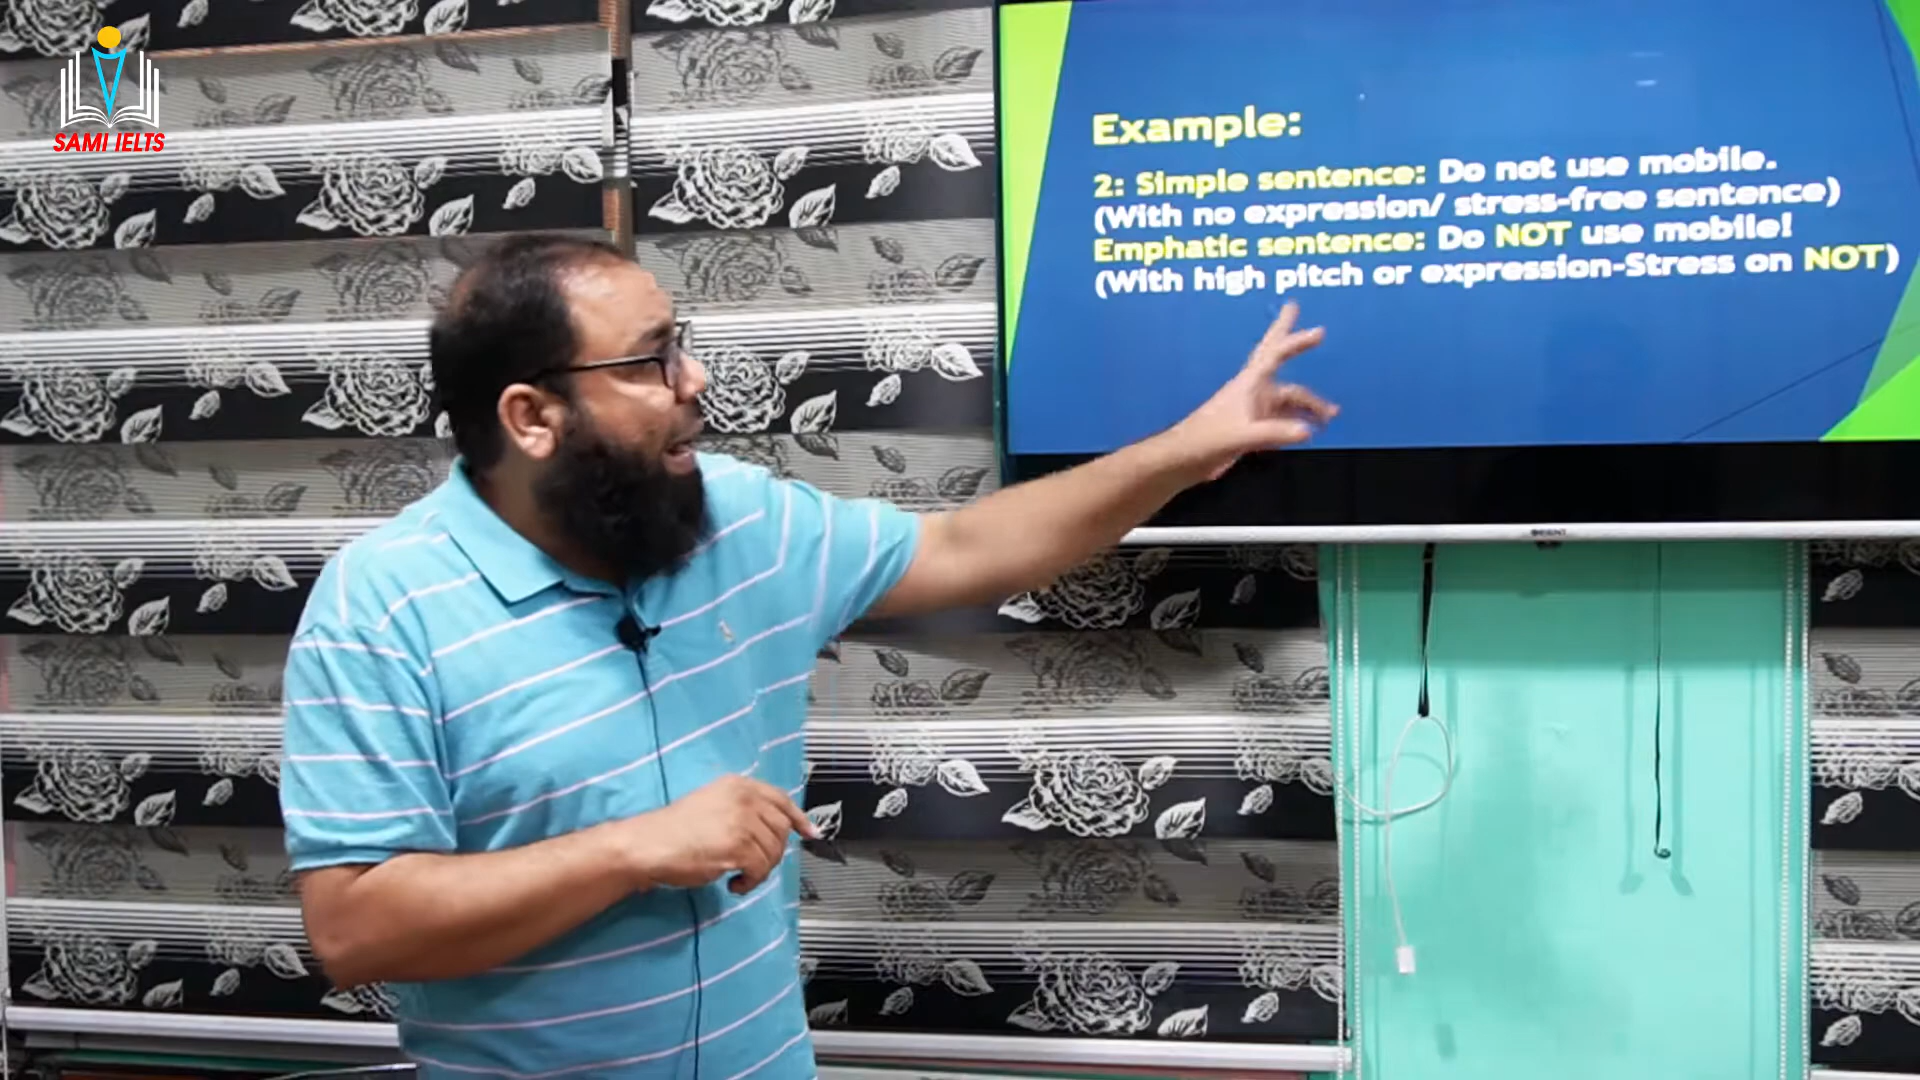 SAMI IELTS
Example:
2: Simple sentence: Do not use mobile.
(With no expression/ stress-free sentence)
Emphatic sentence: Do NOT use mobile!
(With high pitch or expression-Stress on NOT)